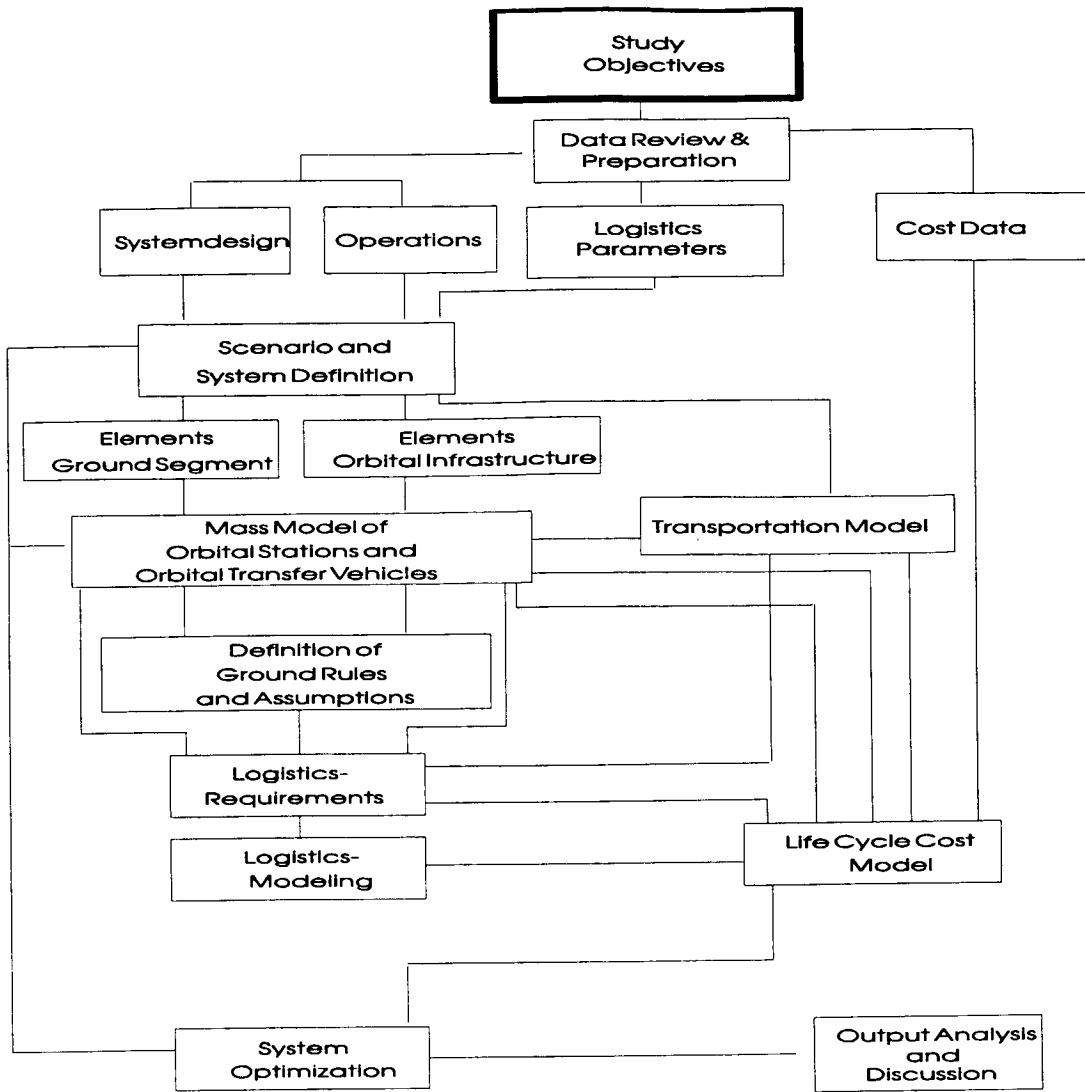 Study
Objectives
Data Review &
Preparation
Systemdesign
Operations
Logistics
Parameters
Cost Data
Scenario and
System Definition
Elements
Ground Segment
Elements
Orbital Infrastructure
Mass Model of
Orbital Stations and
Orbital Transfer Vehicles
Transportation Model
Definition of
Ground Rules
and Assumptions
Logistics-
Requirements
Logistics-
Modeling
Life Cycle Cost
Model
System
Optimization
Output Analysis
and
Discussion